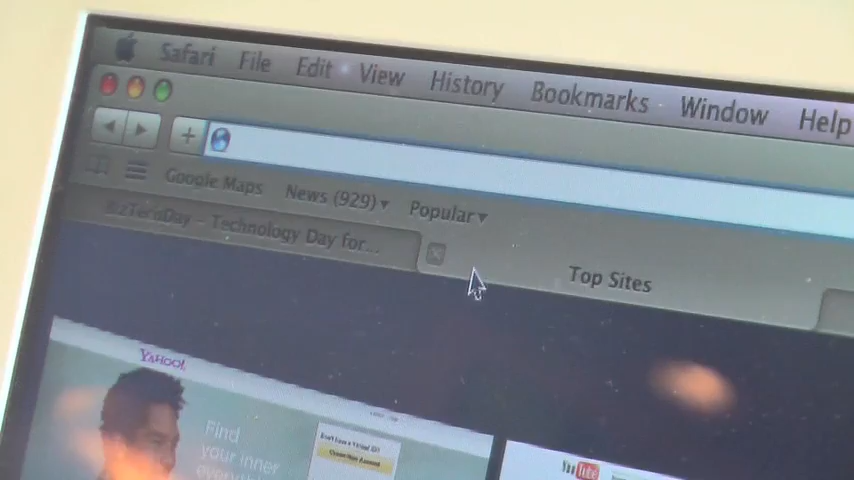 Safari File Edit View History Bookmarks Window Help
Google Maps News (929) Popular
Technology Day for...
Top Sites
YAHOO!
Find
your inner
YouTube